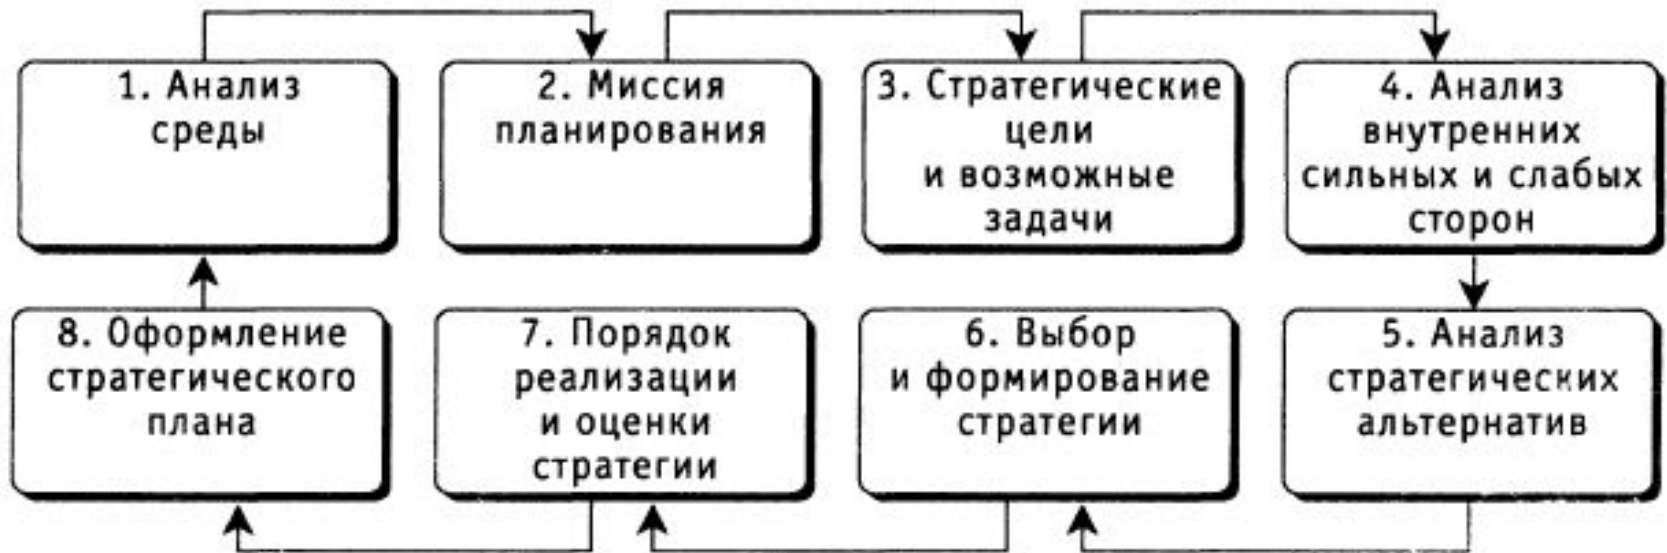 1. Анализ
среды
2. Миссия
планирования
3. Стратегические
цели
и возможные
задачи
4. Анализ
внутренних
сильных и слабых
сторон
5. Анализ
стратегических
альтернатив
6. Выбор
и формирование
стратегии
7. Порядок
реализации
и оценки
стратегии
8. Оформление
стратегического
плана